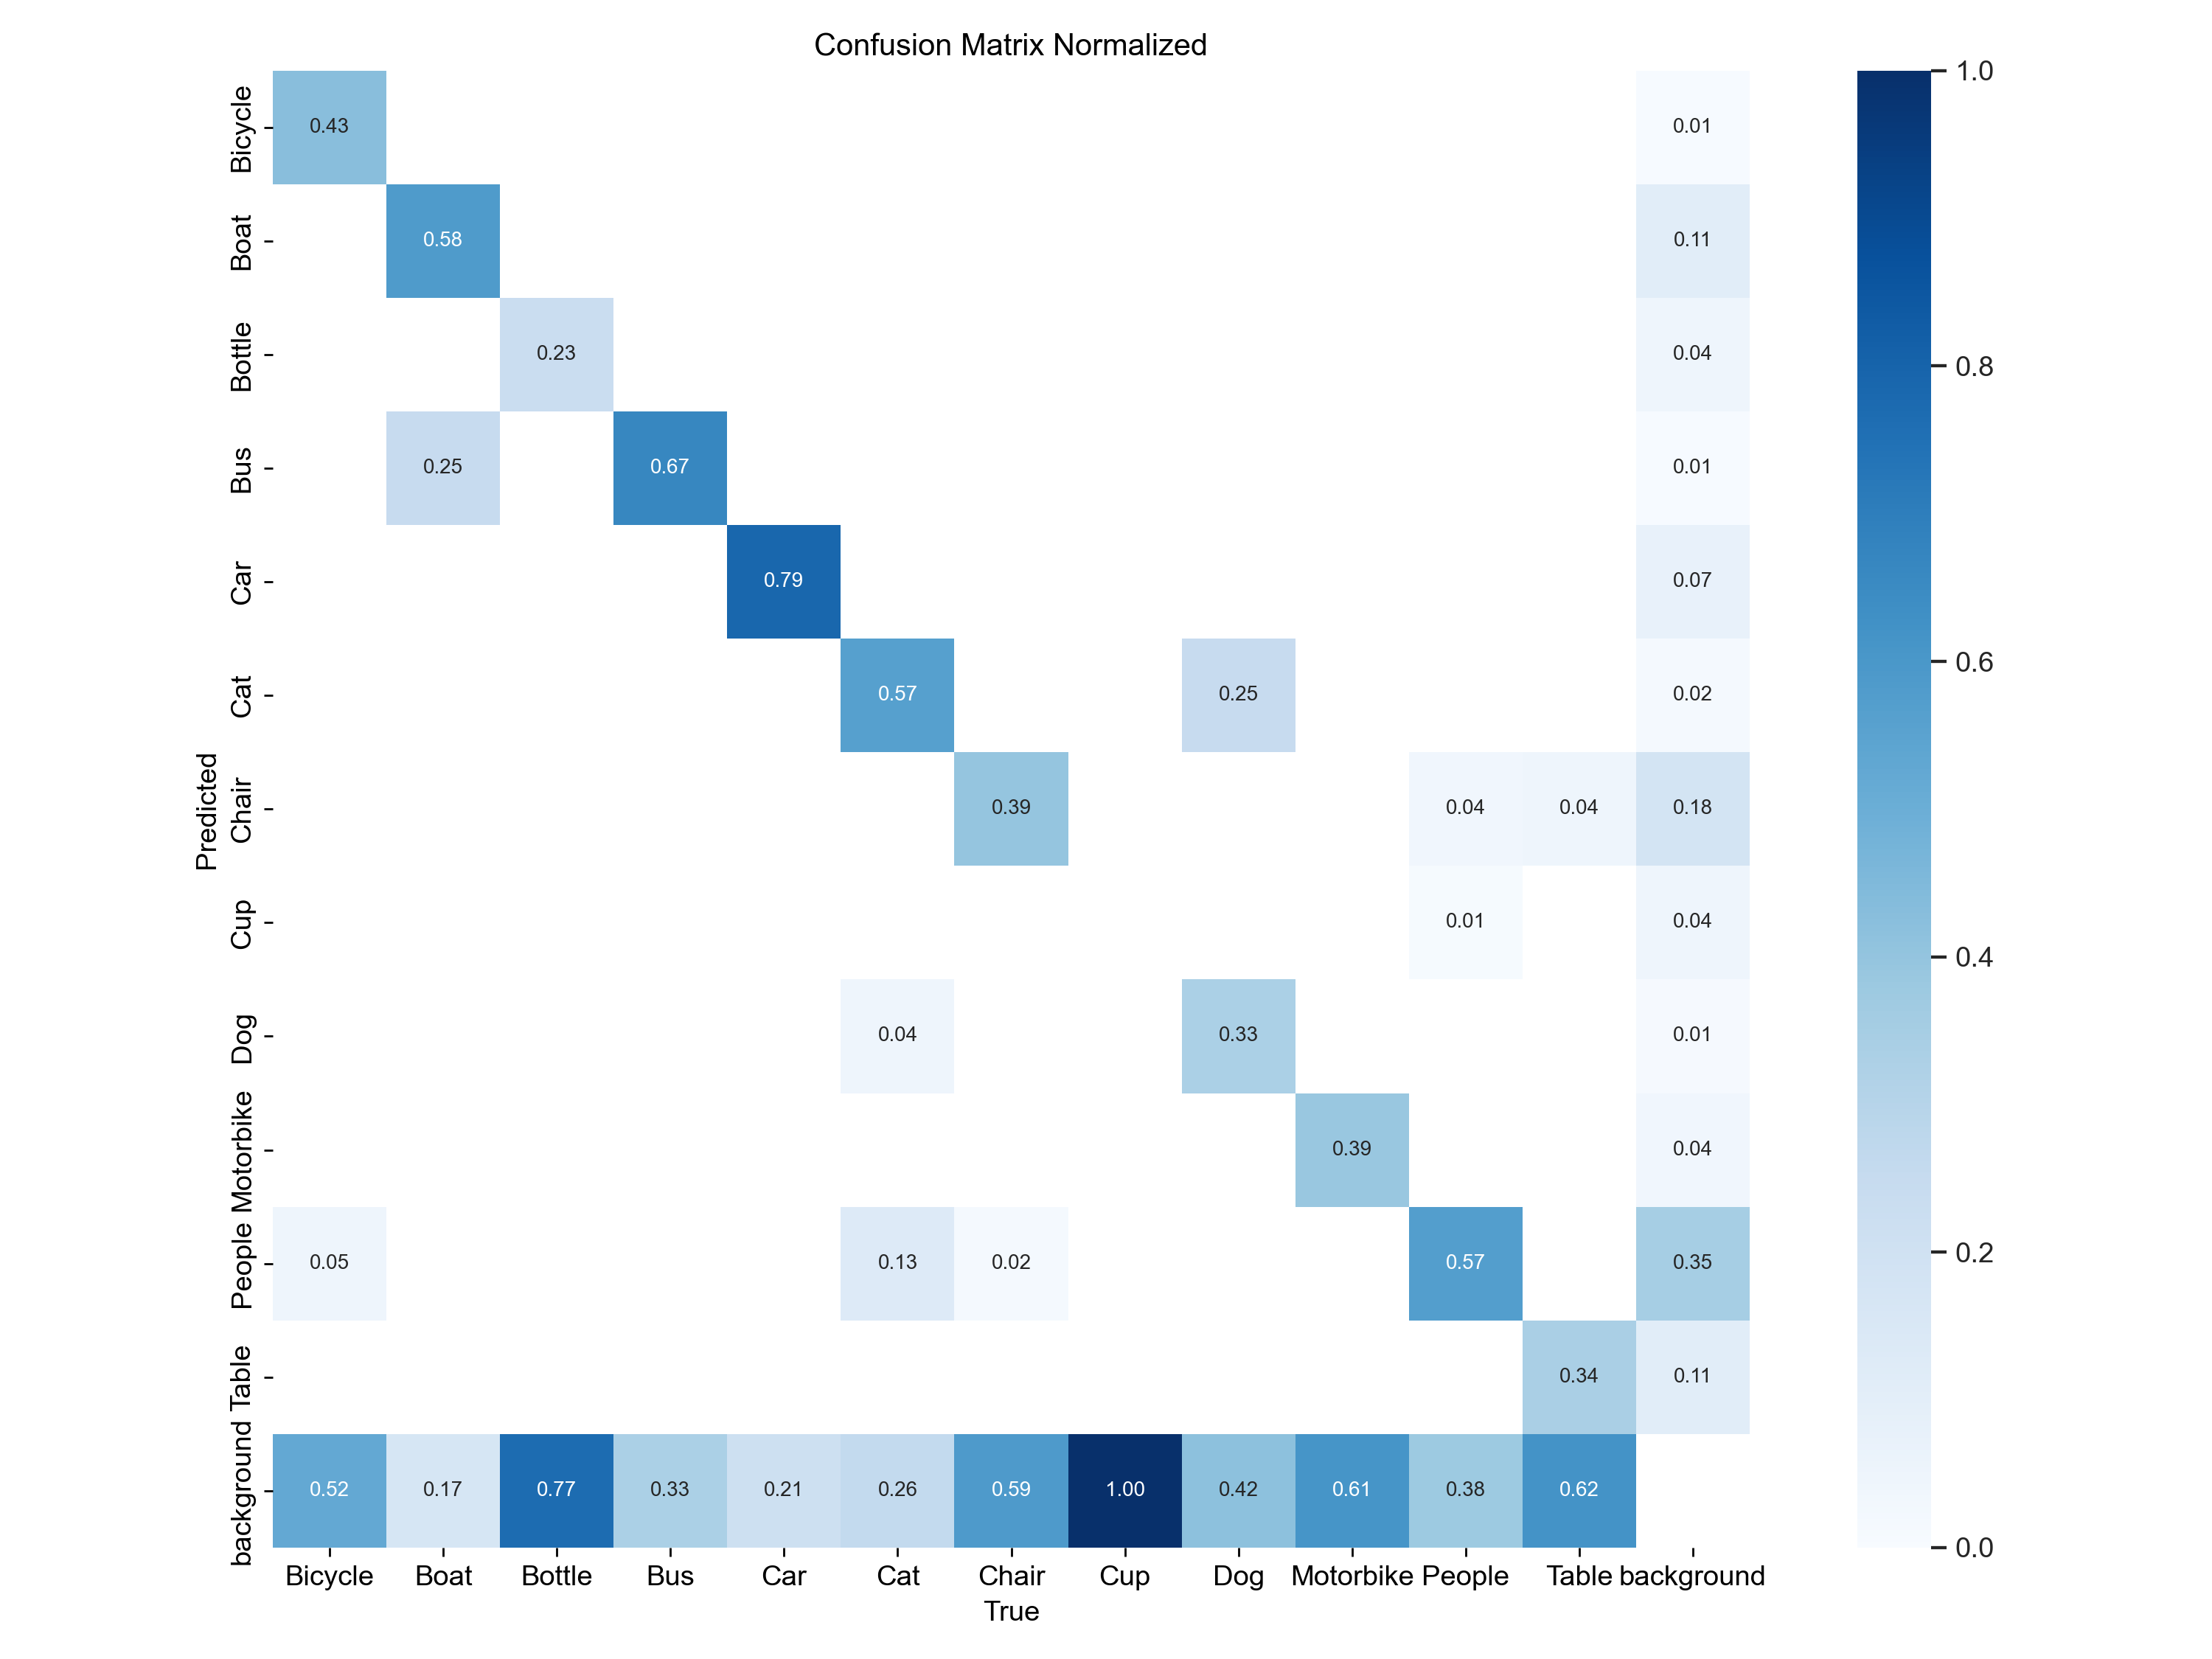 Confusion Matrix Normalized
Bicycle 0.43 0.01 1.0
Boat 0.58 0.11
Bottle 0.23 0.04 0.8
Bus 0.25 0.67 0.01
Car 0.79 0.07
Cat 0.57 0.25 0.02 0.6
Predicted
Chair 0.39 0.04 0.04 0.18
Cup 0.01 0.04 0.4
Dog 0.04 0.33 0.01
Motorbike 0.39 0.04
People 0.05 0.13 0.02 0.57 0.35 0.2
Table 0.34 0.11
background 0.52 0.17 0.77 0.33 0.21 0.26 0.59 1.00 0.42 0.61 0.38 0.62 0.0
Bicycle Boat Bottle Bus Car Cat Chair Cup Dog Motorbike People Table background
True